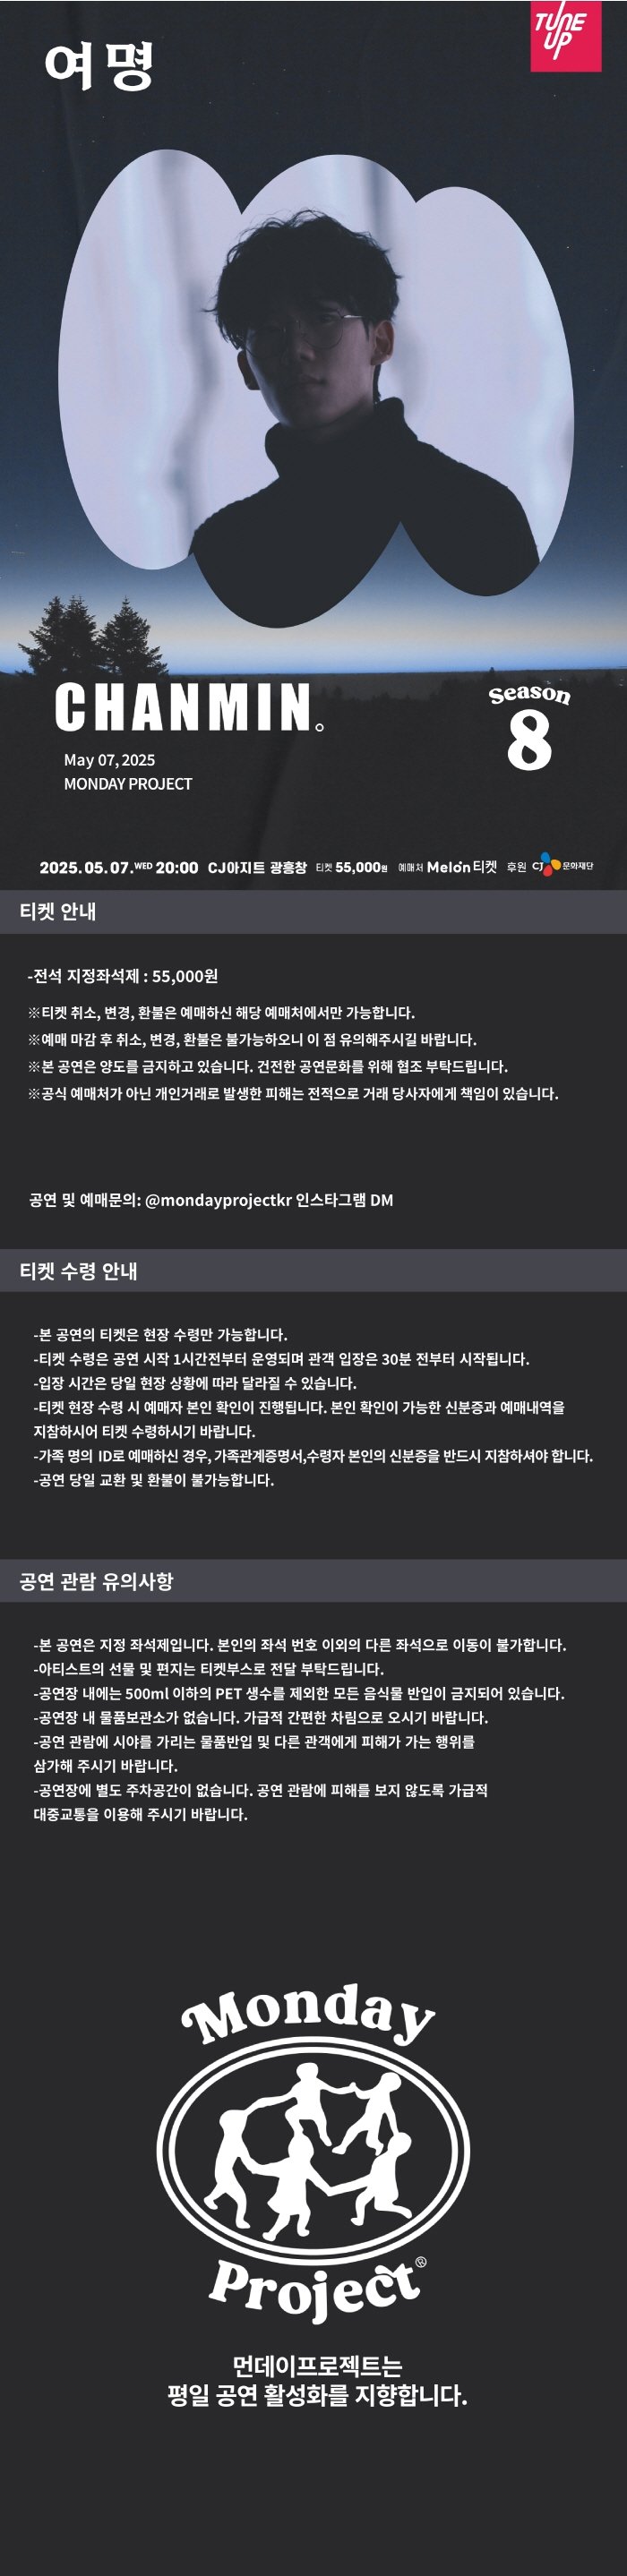 여명
TUNE UP
CHANMIN.
Season
8
May 07, 2025
MONDAY PROJECT
2025.05.07.WED 20:00 CJ아지트 광흥창 티켓 55,000원 예매처 Melon티켓 후원 CJ문화재단
티켓 안내
-전석 지정좌석제 : 55,000원
※티켓 취소, 변경, 환불은 예매하신 해당 예매처에서만 가능합니다.
※예매 마감 후 취소, 변경, 환불은 불가능하오니 이 점 유의해주시길 바랍니다.
※본 공연은 양도를 금지하고 있습니다. 건전한 공연문화를 위해 협조 부탁드립니다.
※공식 예매처가 아닌 개인거래로 발생한 피해는 전적으로 거래 당사자에게 책임이 있습니다.
공연 및 예매문의: @mondayprojectkr 인스타그램 DM
티켓 수령 안내
-본 공연의 티켓은 현장 수령만 가능합니다.
-티켓 수령은 공연 시작 1시간전부터 운영되며 관객 입장은 30분 전부터 시작됩니다.
-입장 시간은 당일 현장 상황에 따라 달라질 수 있습니다.
-티켓 현장 수령 시 예매자 본인 확인이 진행됩니다. 본인 확인이 가능한 신분증과 예매내역을
지참하시어 티켓 수령하시기 바랍니다.
-가족 명의 ID로 예매하신 경우, 가족관계증명서,수령자 본인의 신분증을 반드시 지참하셔야 합니다.
-공연 당일 교환 및 환불이 불가능합니다.
공연 관람 유의사항
-본 공연은 지정 좌석제입니다. 본인의 좌석 번호 이외의 다른 좌석으로 이동이 불가합니다.
-아티스트의 선물 및 편지는 티켓부스로 전달 부탁드립니다.
-공연장 내에는 500ml 이하의 PET 생수를 제외한 모든 음식물 반입이 금지되어 있습니다.
-공연장 내 물품보관소가 없습니다. 가급적 간편한 차림으로 오시기 바랍니다.
-공연 관람에 시야를 가리는 물품반입 및 다른 관객에게 피해가 가는 행위를
삼가해 주시기 바랍니다.
-공연장에 별도 주차공간이 없습니다. 공연 관람에 피해를 보지 않도록 가급적
대중교통을 이용해 주시기 바랍니다.
Monday
Project®
먼데이프로젝트는
평일 공연 활성화를 지향합니다.